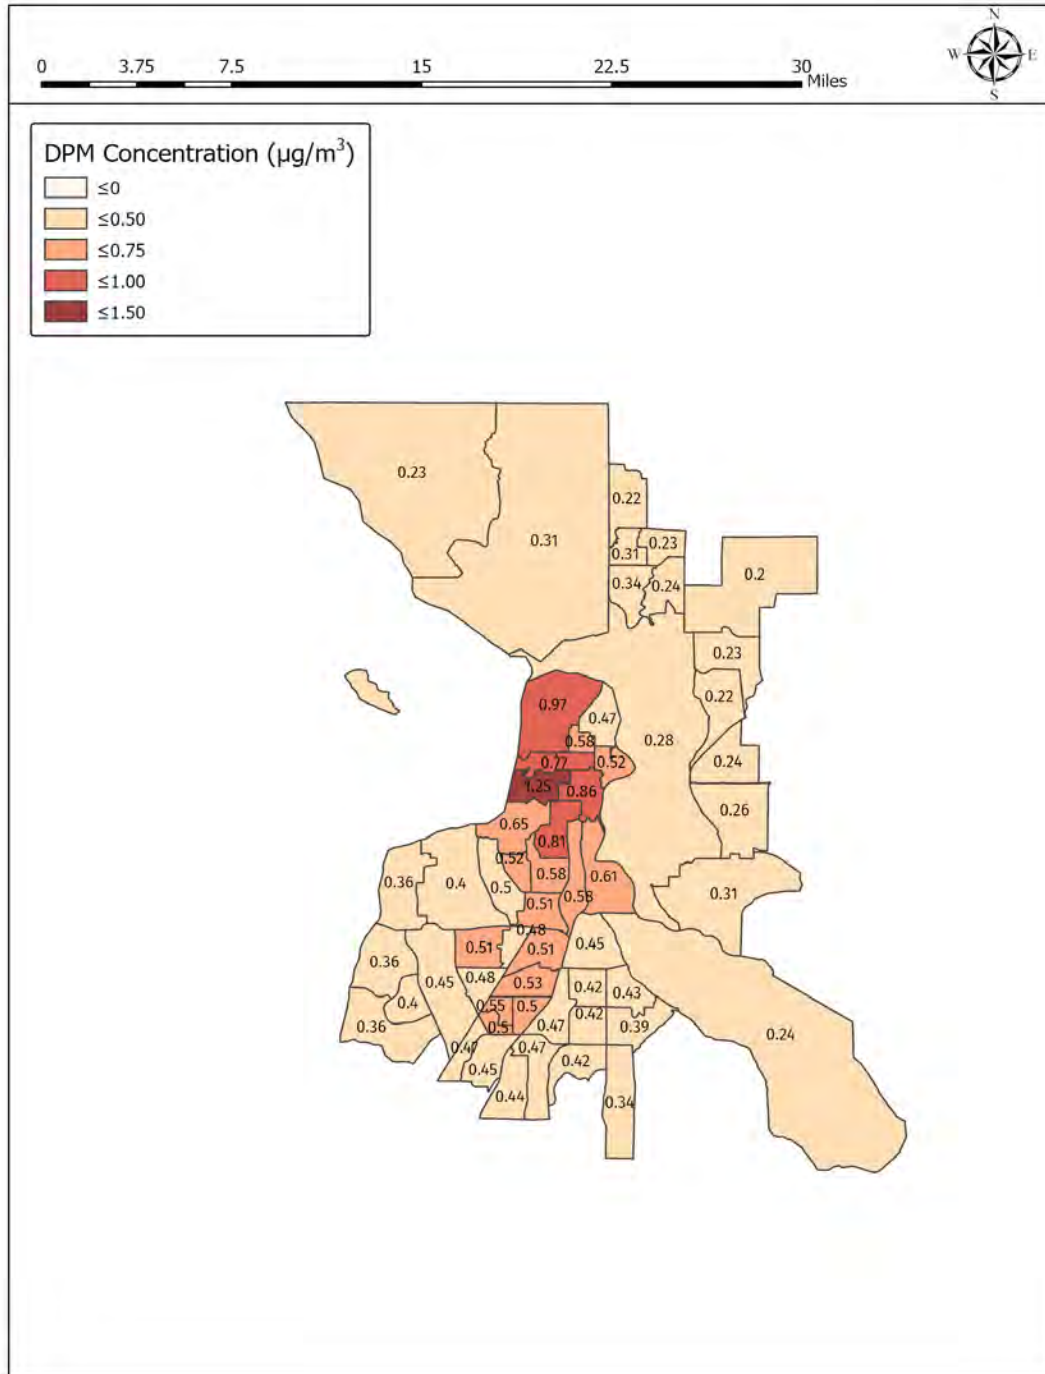 N
W E
S
0 3.75 7.5 15 22.5 30
Miles
DPM Concentration (µg/m³)
≤0
≤0.50
≤0.75
≤1.00
≤1.50
0.23
0.31
0.22
0.31 0.23
0.34 0.24
0.2
0.23
0.22
0.24
0.26
0.28
0.97
0.47
0.58
0.77 0.52
1.25 0.86
0.65
0.81
0.52
0.58 0.61
0.36 0.4 0.5
0.51 0.58
0.31
0.48
0.51 0.51 0.45
0.36 0.45 0.48 0.53 0.42 0.43
0.4 0.55 0.5 0.42
0.36 0.5 0.47 0.39
0.24
0.47 0.47
0.45 0.42
0.44 0.34